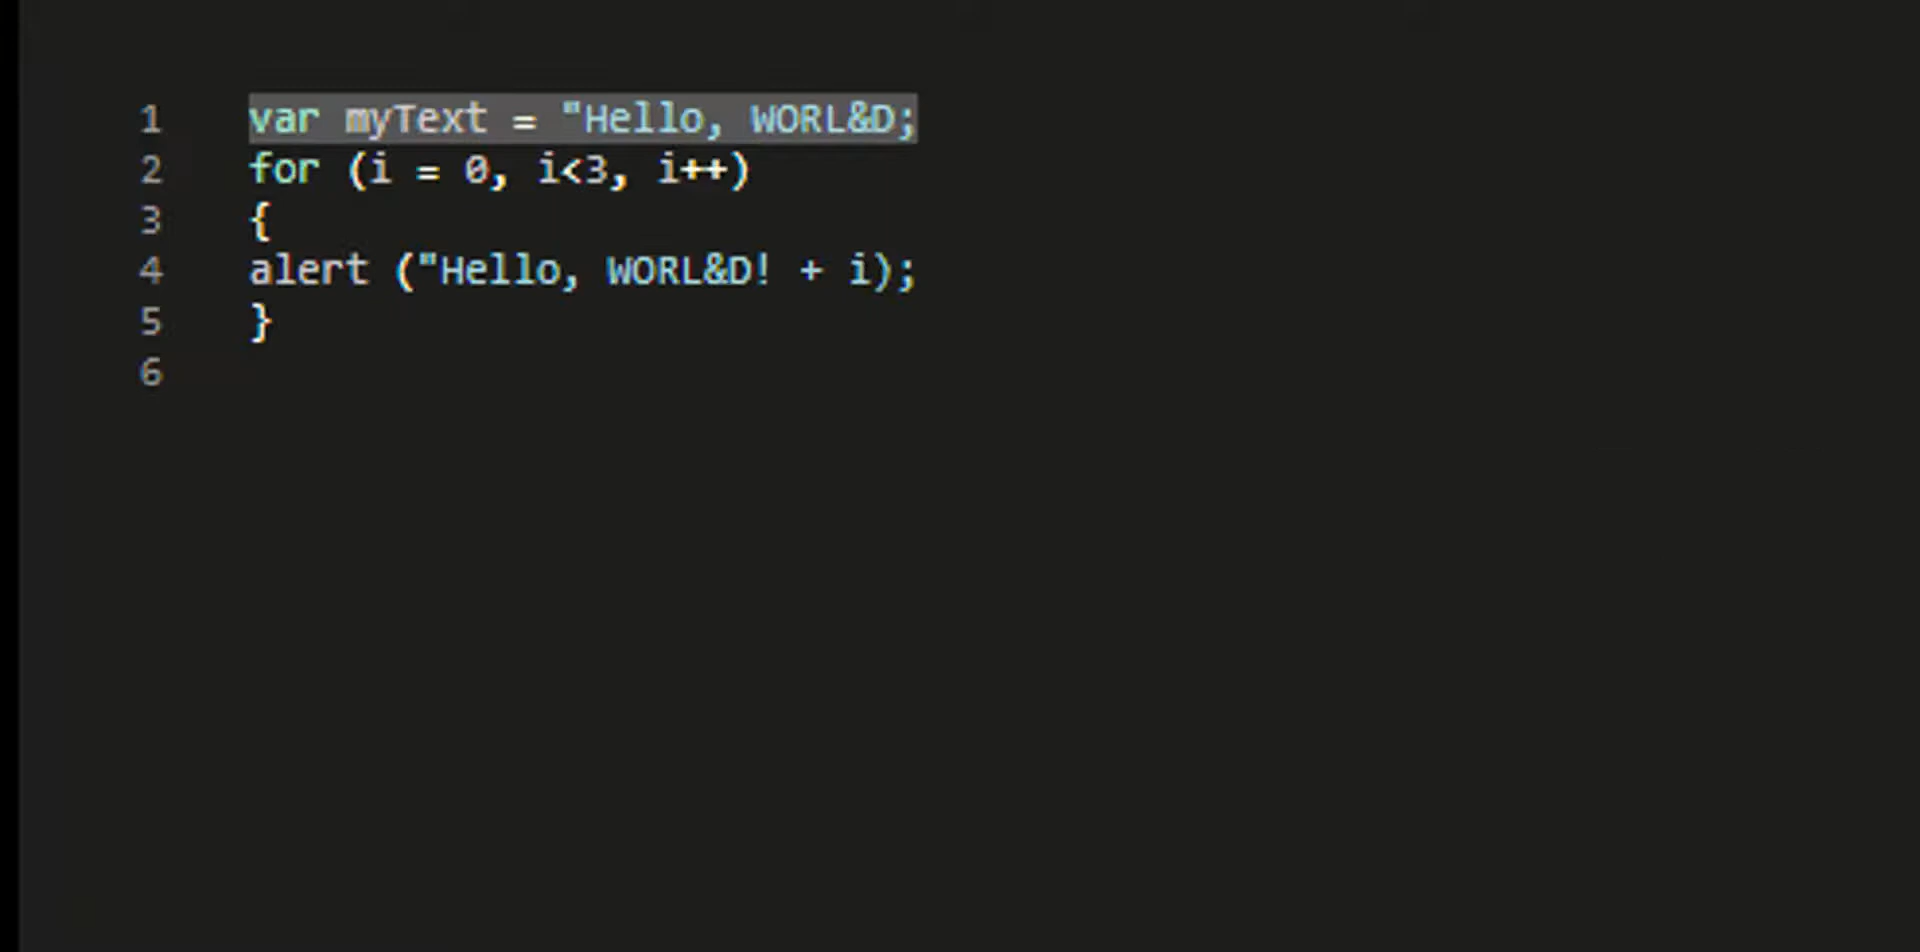 1 var myText = "Hello, WORL&D;
2 for (i = 0, i<3, i++)
3 {
4 alert ("Hello, WORL&D! + i);
5 }
6